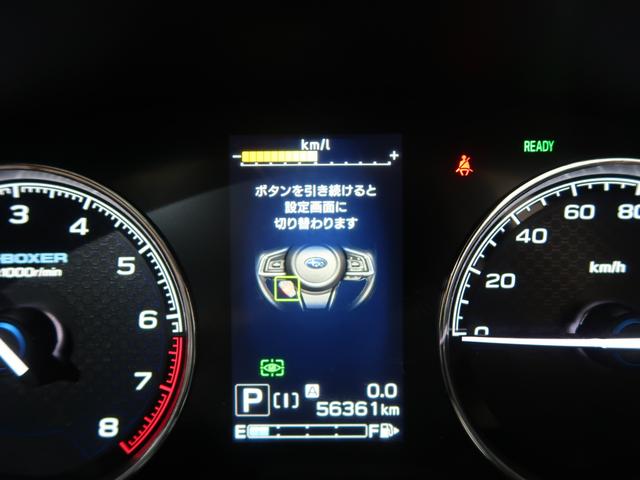 km/l
- +
READY
ボタンを引き続けると
設定画面に
切り替わります
3
4
5
6
7
8
BOXER
x1000r/min
0
20
40
60
80
km/h
P [I] A 0.0
56361km
E F